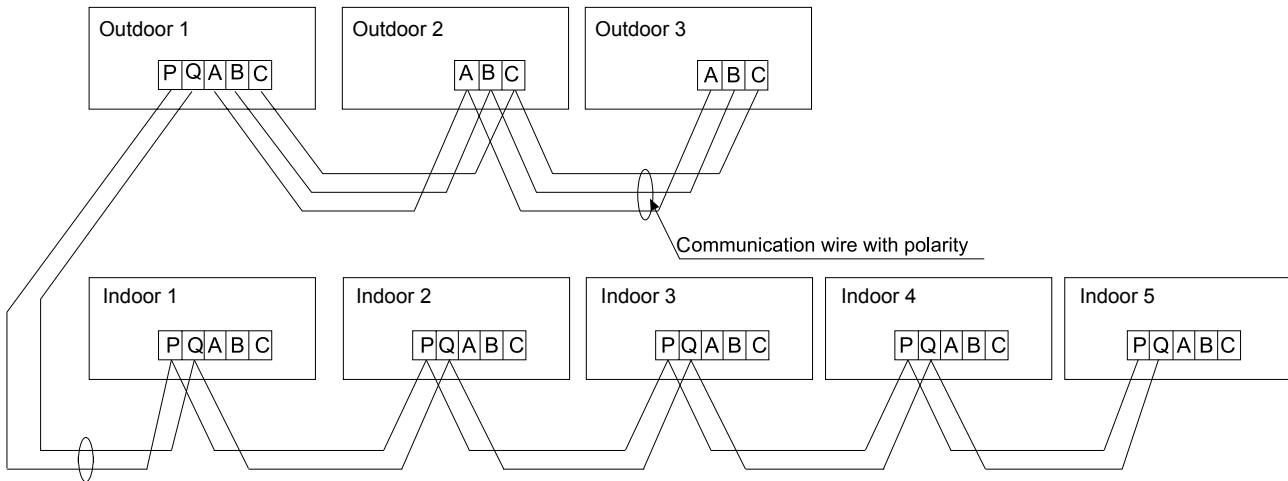 Outdoor 1 Outdoor 2 Outdoor 3
P Q A B C A B C A B C
Communication wire with polarity
Indoor 1 Indoor 2 Indoor 3 Indoor 4 Indoor 5
P Q A B C P Q A B C P Q A B C P Q A B C P Q A B C